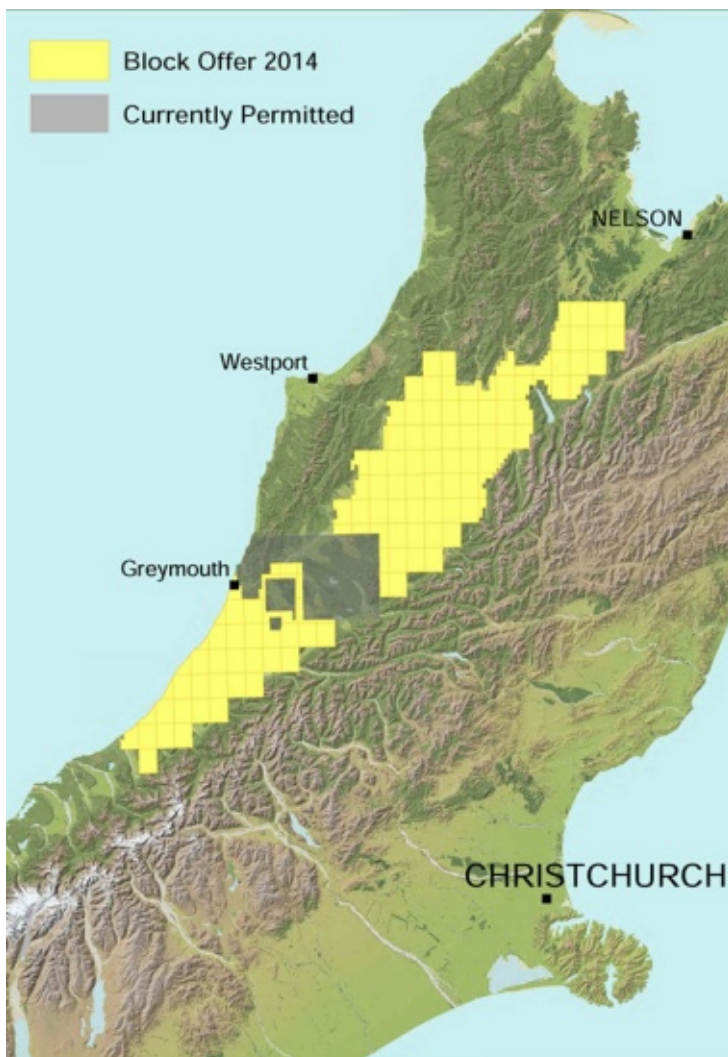 Block Offer 2014
Currently Permitted
NELSON
Westport
Greymouth
CHRISTCHURCH